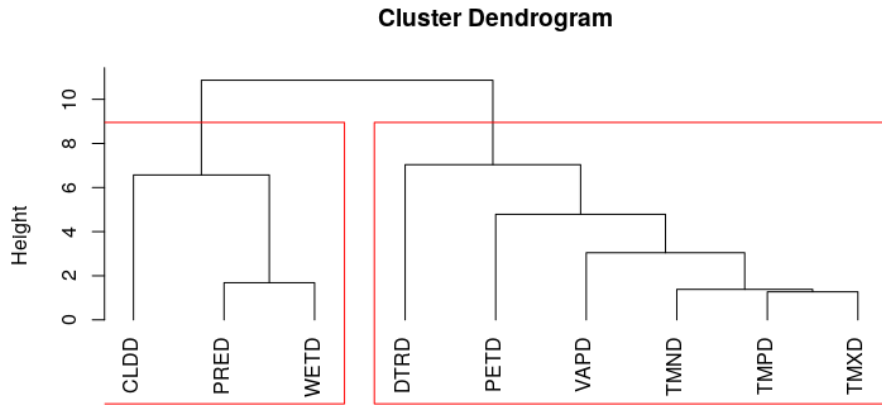 Cluster Dendrogram
Height
10
8
6
4
2
0
CLDD
PRED
WETD
DTRD
PETD
VAPD
TMND
TMPD
TMXD